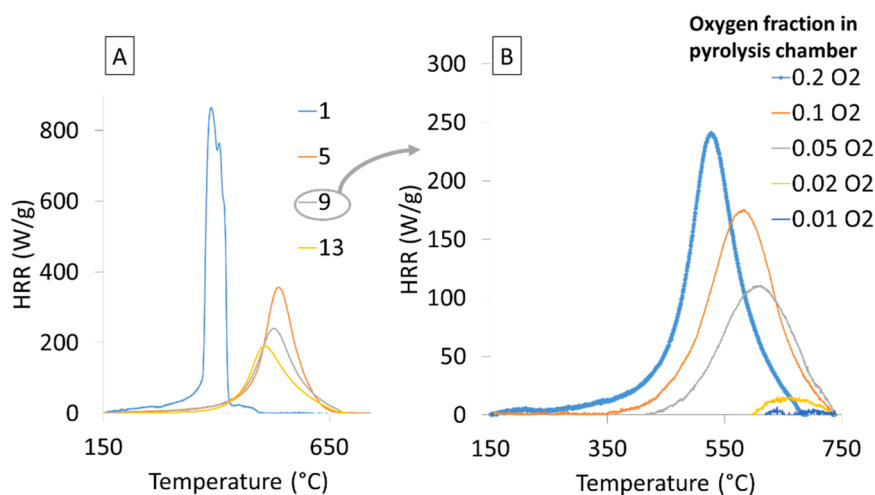 A
HRR (W/g)
800
600
400
200
0
150
650
Temperature (°C)
1
5
9
13
B
Oxygen fraction in
pyrolysis chamber
0.2 O2
0.1 O2
0.05 O2
0.02 O2
0.01 O2
HRR (W/g)
300
250
200
150
100
50
0
150
350
550
750
Temperature (°C)